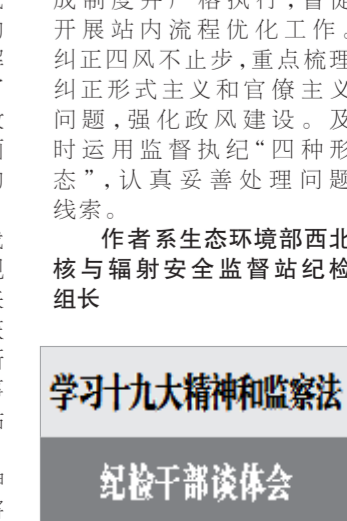 成制度并严格执行，督促
开展站内流程优化工作。
纠正四风不止步，重点梳理
纠正形式主义和官僚主义
问题，强化政风建设。及
时运用监督执纪“四种形
态”，认真妥善处理问题
线索。
作者系生态环境部西北
核与辐射安全监督站纪检
组长
学习十九大精神和监察法
纪检干部谈体会